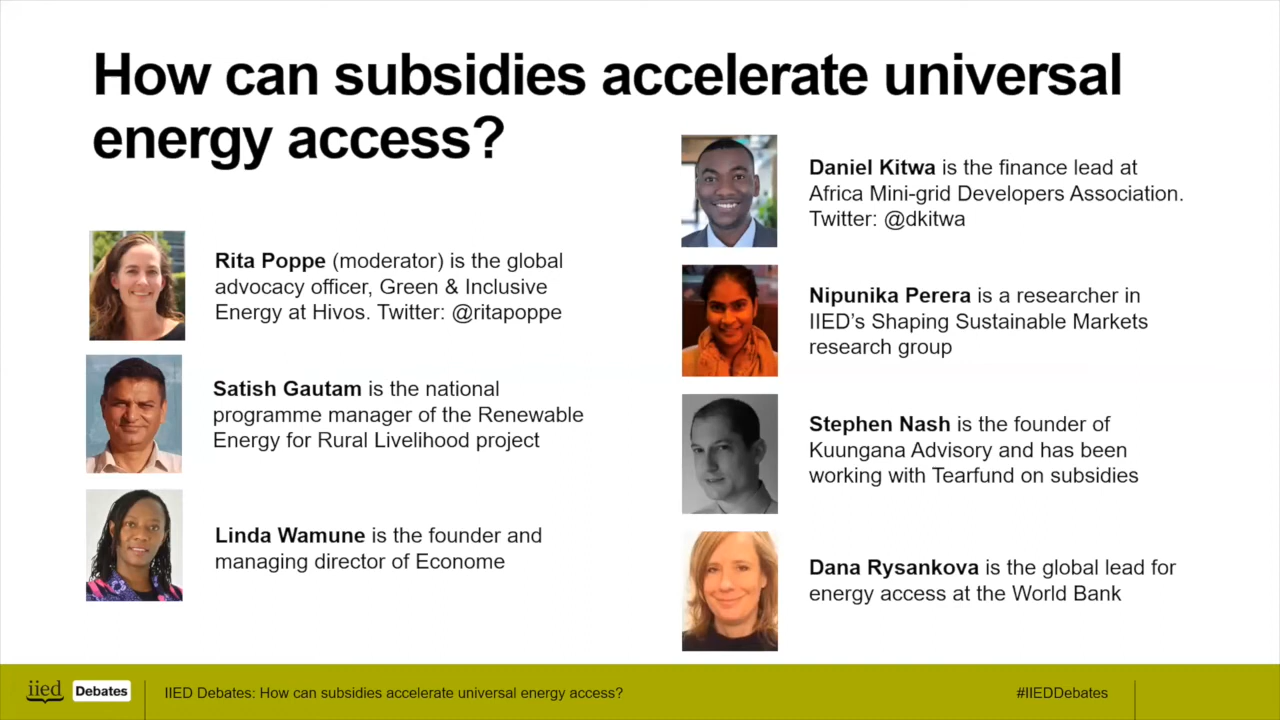 How can subsidies accelerate universal
energy access?
Rita Poppe (moderator) is the global
advocacy officer, Green & Inclusive
Energy at Hivos. Twitter: @ritapoppe
Satish Gautam is the national
programme manager of the Renewable
Energy for Rural Livelihood project
Linda Wamune is the founder and
managing director of Econome
Daniel Kitwa is the finance lead at
Africa Mini-grid Developers Association.
Twitter: @dkitwa
Nipunika Perera is a researcher in
IIED’s Shaping Sustainable Markets
research group
Stephen Nash is the founder of
Kuungana Advisory and has been
working with Tearfund on subsidies
Dana Rysankova is the global lead for
energy access at the World Bank
iied Debates
IIED Debates: How can subsidies accelerate universal energy access?
#IIEDDebates